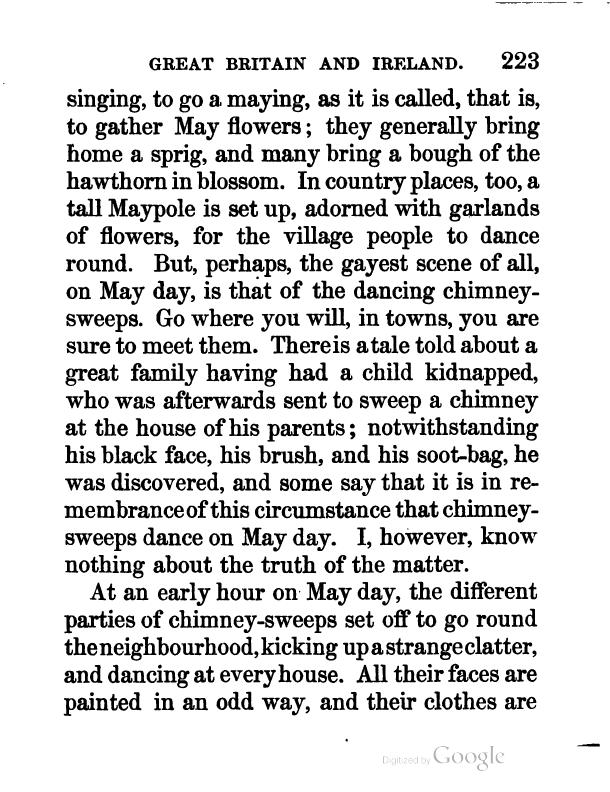 GREAT BRITAIN AND IRELAND. 223
singing, to go a maying, as it is called, that is,
to gather May flowers; they generally bring
home a sprig, and many bring a bough of the
hawthorn in blossom. In country places, too, a
tall Maypole is set up, adorned with garlands
of flowers, for the village people to dance
round. But, perhaps, the gayest scene of all,
on May day, is that of the dancing chimney-
sweeps. Go where you will, in towns, you are
sure to meet them. There is a tale told about a
great family having had a child kidnapped,
who was afterwards sent to sweep a chimney
at the house of his parents; notwithstanding
his black face, his brush, and his soot-bag, he
was discovered, and some say that it is in re-
membrance of this circumstance that chimney-
sweeps dance on May day. I, however, know
nothing about the truth of the matter.
At an early hour on May day, the different
parties of chimney-sweeps set off to go round
the neighbourhood, kicking up a strange clatter,
and dancing at every house. All their faces are
painted in an odd way, and their clothes are
Digitized by Google